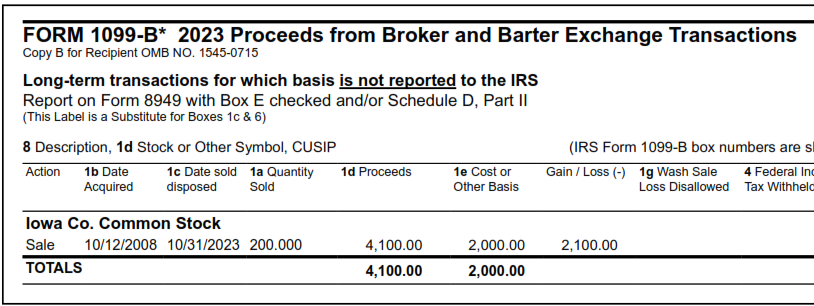 FORM 1099-B* 2023 Proceeds from Broker and Barter Exchange Transactions
Copy B for Recipient OMB NO. 1545-0715
Long-term transactions for which basis is not reported to the IRS
Report on Form 8949 with Box E checked and/or Schedule D, Part II
(This Label is a Substitute for Boxes 1c & 6)
8 Description, 1d Stock or Other Symbol, CUSIP (IRS Form 1099-B box numbers are
Action 1b Date 1c Date sold 1a Quantity 1d Proceeds 1e Cost or Gain / Loss (-) 1g Wash Sale 4 Federal
Acquired disposed Sold Other Basis Loss Disallowed Tax
Iowa Co. Common Stock
Sale 10/12/2008 10/31/2023 200.000 4,100.00 2,000.00 2,100.00
TOTALS 4,100.00 2,000.00